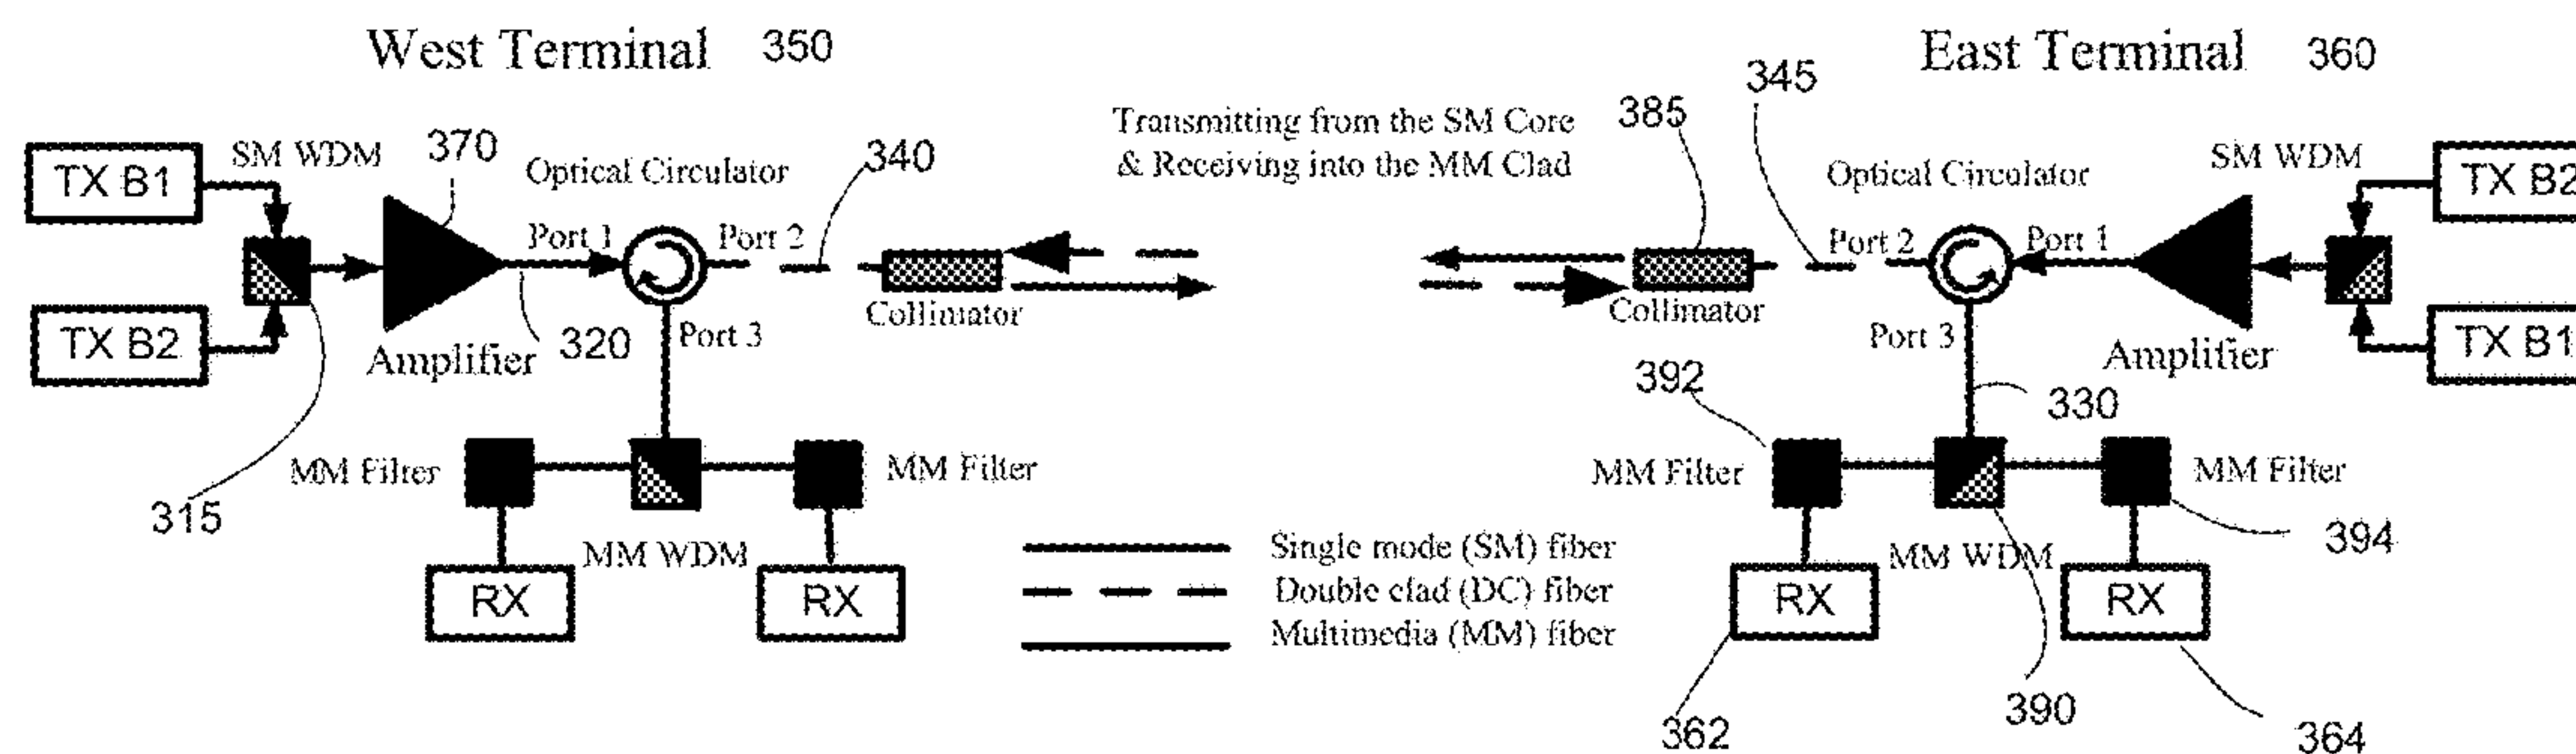 West Terminal 350
East Terminal 360
345
385
Transmitting from the SM Core
& Receiving into the MM Clad
TX B1
SM WDM
370
Optical Circulator
340
Optical Circulator
SM WDM
TX B2
Port 1
Port 2
Port 2
Port 1
TX B2
Amplifier
320
Port 3
Collimator
Collimator
Port 3
Amplifier
TX B1
392
330
MM Filter
MM Filter
MM Filter
MM Filter
315
MM WDM
MM WDM
394
RX
RX
Single mode (SM) fiber
Double clad (DC) fiber
Multimedia (MM) fiber
RX
RX
362
390
364